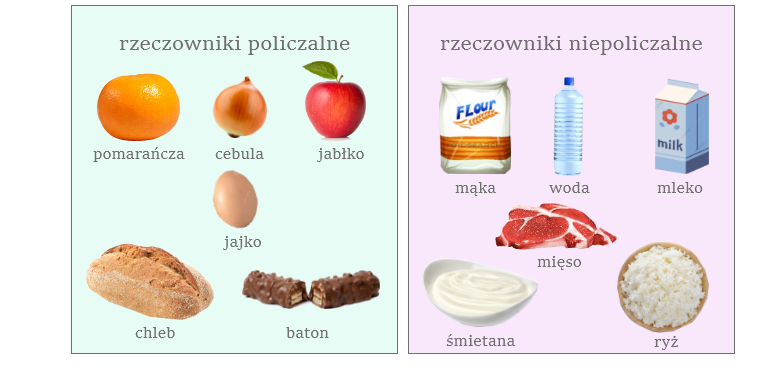 rzeczowniki policzalne
pomarańcza cebula jabłko
jajko
chleb baton
rzeczowniki niepoliczalne
FLOUR
milk
mąka woda mleko
mięso
śmietana ryż